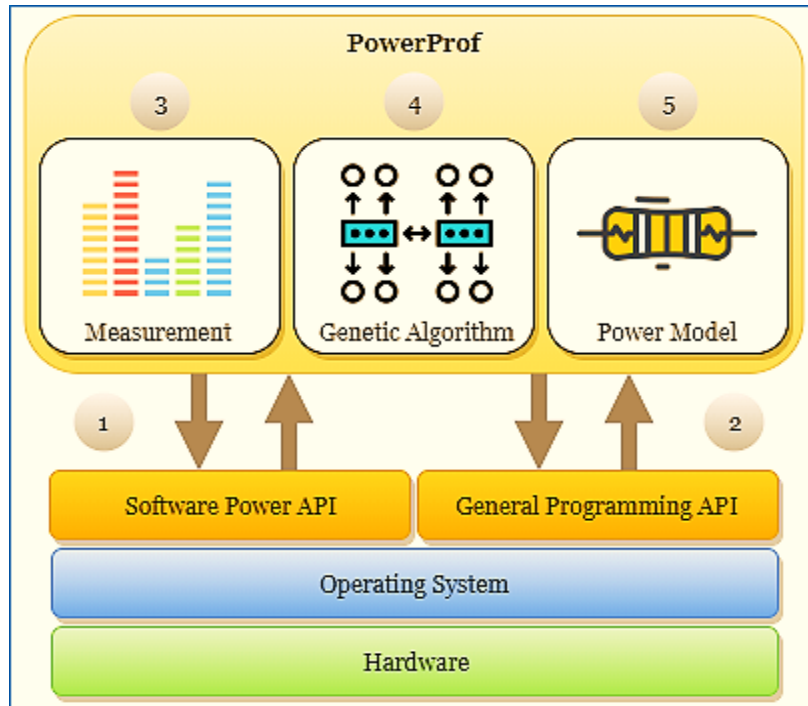 PowerProf
3
4
5
Measurement
Genetic Algorithm
Power Model
1
2
Software Power API
General Programming API
Operating System
Hardware